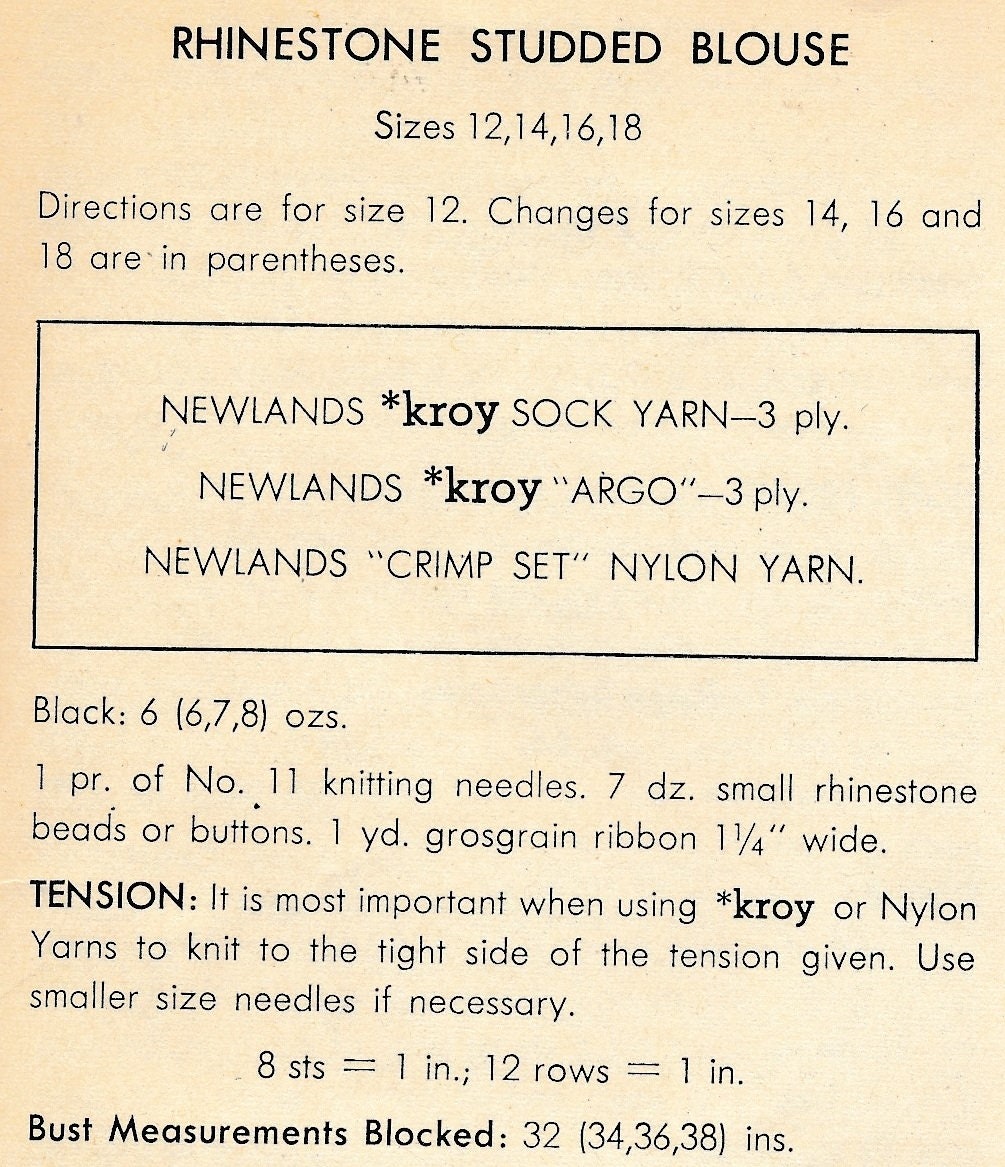 RHINESTONE STUDDED BLOUSE
Sizes 12,14,16,18
Directions are for size 12. Changes for sizes 14, 16 and
18 are in parentheses.
NEWLANDS *kroy SOCK YARN—3 ply.
NEWLANDS *kroy "ARGO"—3 ply.
NEWLANDS "CRIMP SET" NYLON YARN.
Black: 6 (6,7,8) ozs.
1 pr. of No. 11 knitting needles. 7 dz. small rhinestone
beads or buttons. 1 yd. grosgrain ribbon 1¼" wide.
TENSION: It is most important when using *kroy or Nylon
Yarns to knit to the tight side of the tension given. Use
smaller size needles if necessary.
8 sts = 1 in.; 12 rows = 1 in.
Bust Measurements Blocked: 32 (34,36,38) ins.